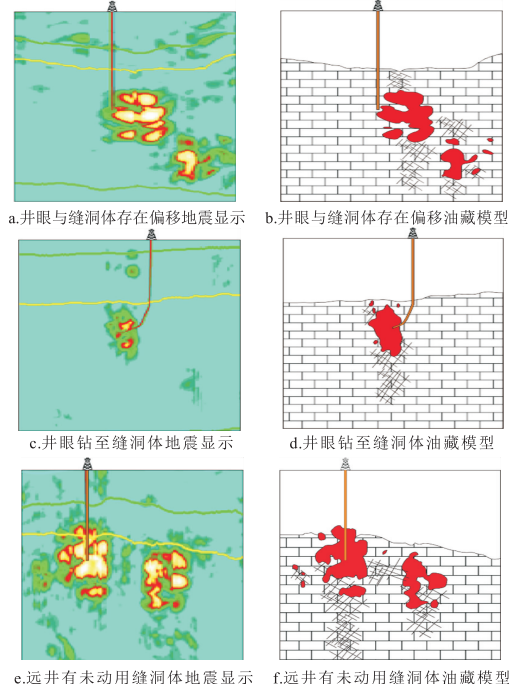 a.井眼与缝洞体存在偏移地震显示
b.井眼与缝洞体存在偏移油藏模型
c.井眼钻至缝洞体地震显示
d.井眼钻至缝洞体油藏模型
e.远井有未动用缝洞体地震显示
f.远井有未动用缝洞体油藏模型